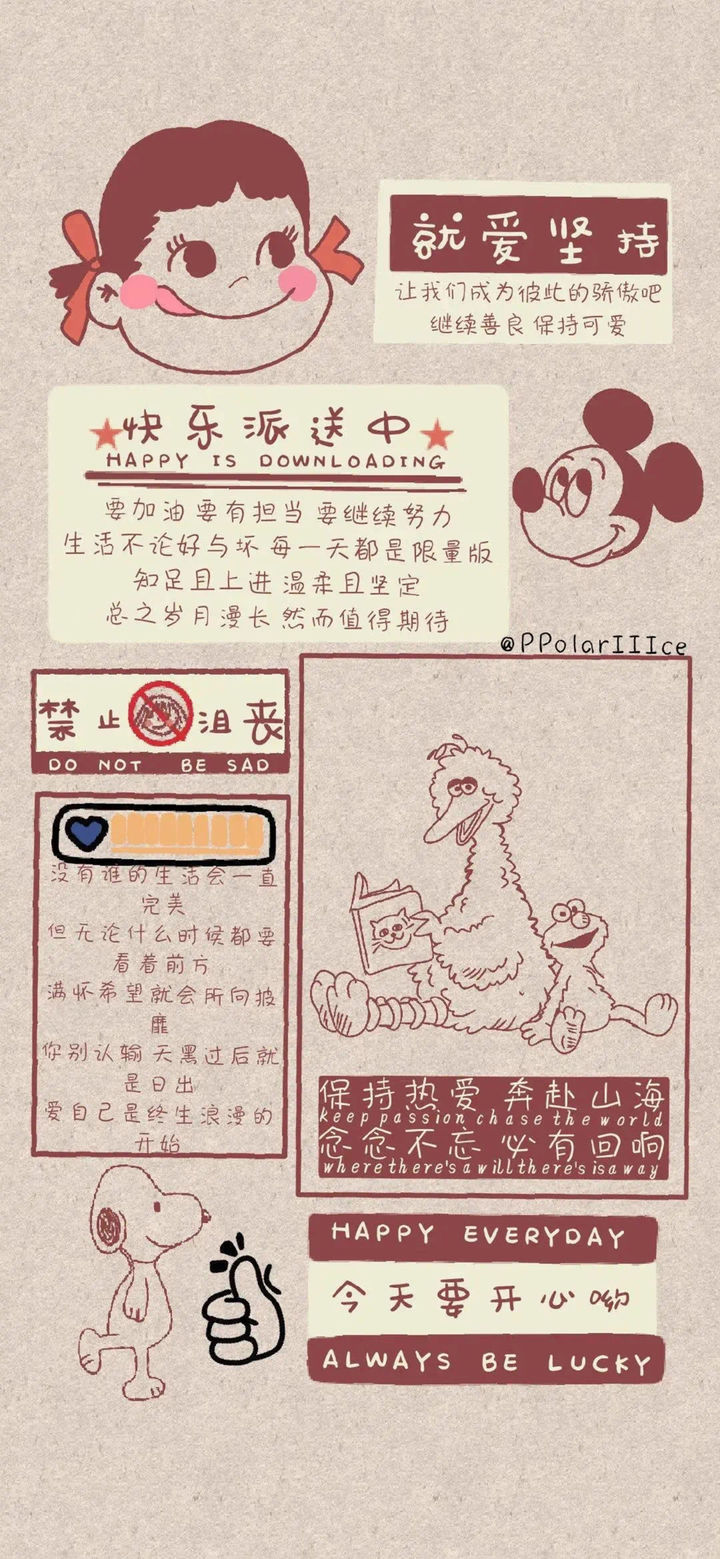 就爱坚持
让我们成为彼此的骄傲吧
继续善良 保持可爱
快乐派送中
HAPPY IS DOWNLOADING
要加油 要有担当 要继续努力
生活不论好与坏 每一天都是限量版
知足且上进 温柔且坚定
总之岁月漫长 然而值得期待
@PPolarIIIce
禁止沮丧
DO NOT BE SAD
没有谁的生活会一直
完美
但无论什么时候都要
看着前方
满怀希望就会所向披
靡
你别认输 天黑过后就
是日出
爱自己是终生浪漫的
开始
保持热爱 奔赴山海
keep passion chase the world
念念不忘 必有回响
where there's a will there's is a way
HAPPY EVERYDAY
今天要开心哟
ALWAYS BE LUCKY